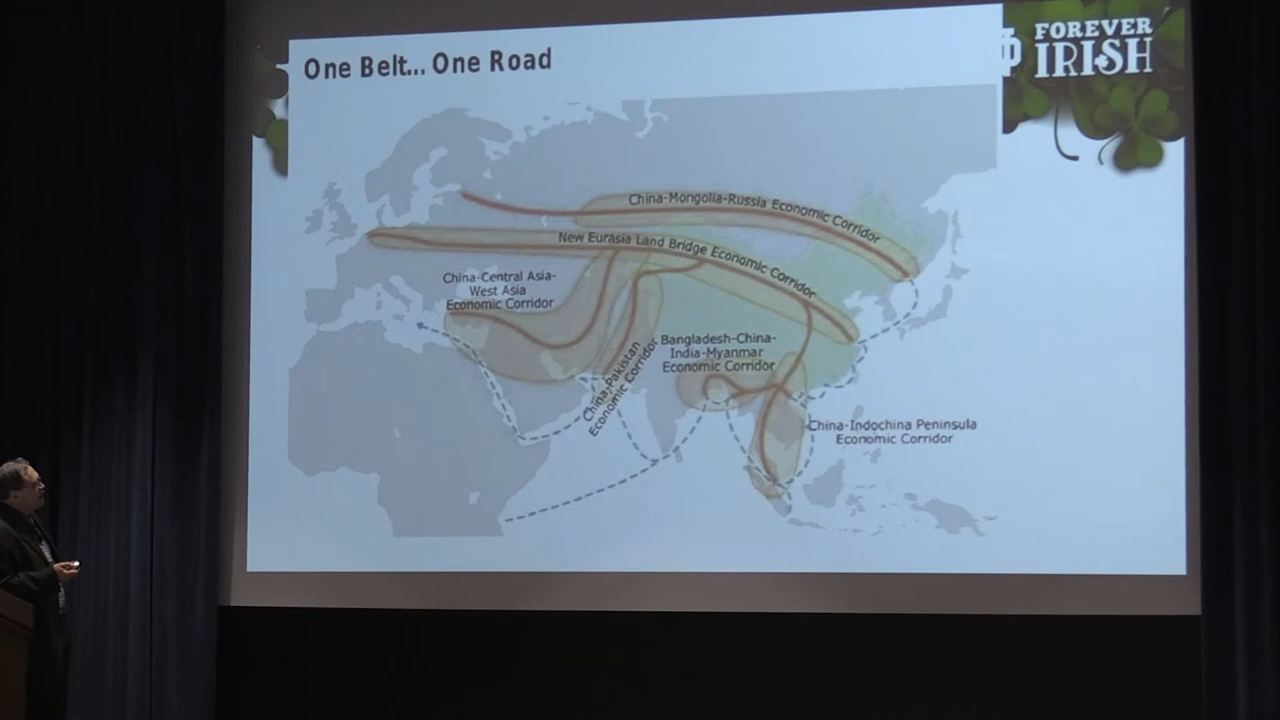 One Belt... One Road
FOREVER
IRISH
China-Mongolia-Russia Economic Corridor
New Eurasia Land Bridge Economic Corridor
China-Central Asia-
West Asia
Economic Corridor
China-Pakistan
Economic Corridor
Bangladesh-China-
India-Myanmar
Economic Corridor
China-Indochina Peninsula
Economic Corridor